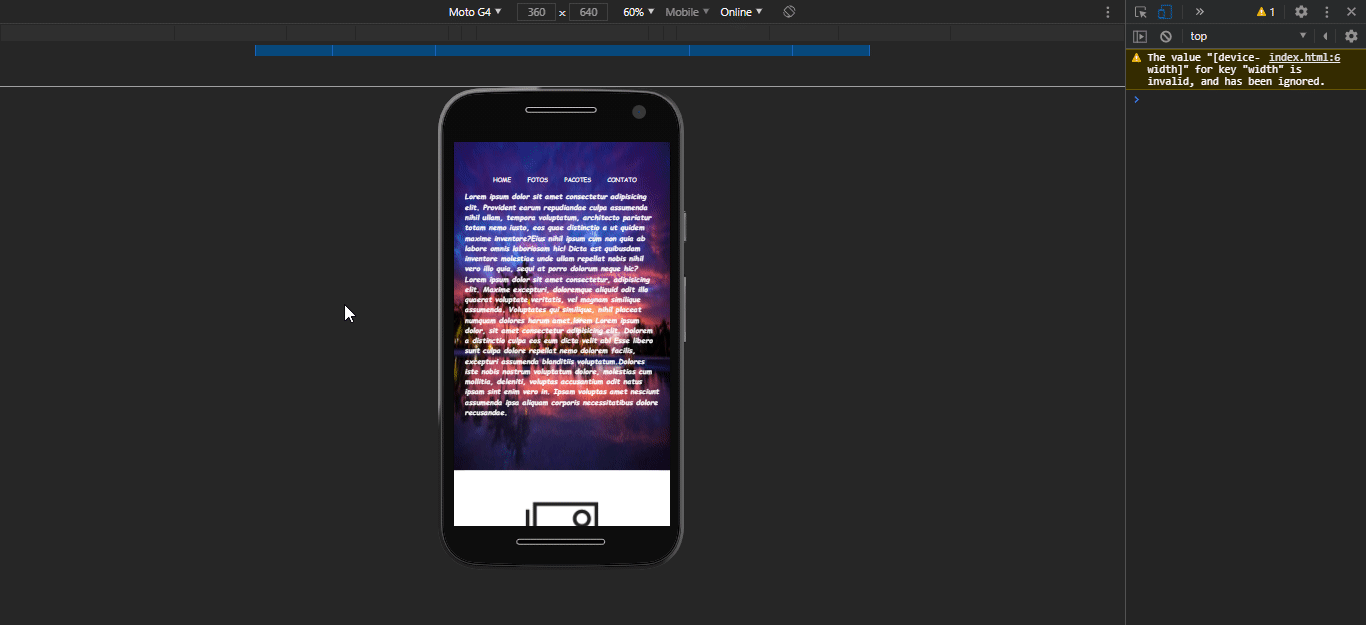 Moto G4 ▼ 360 x 640 60% ▼ Mobile ▼ Online ▼
1
top ▼
The value "[device- index.html:6
width]" for key "width" is
invalid, and has been ignored.
HOME FOTOS PACOTES CONTATO
Lorem ipsum dolor sit amet consectetur adipisicing
elit. Provident earum repudiandae culpa assumenda
nihil ullam, tempora voluptatum, architecto pariatur
totam nemo iusto, eos quae distinctio a ut quidem
maxime inventore?Eius nihil ipsum cum non quia ab
labore omnis laboriosam hic! Dicta est quibusdam
inventore molestiae unde ullam repellat nobis nihil
vero illo quia, sequi at porro dolorum neque hic?
Lorem ipsum dolor sit amet consectetur, adipisicing
elit. Maxime excepturi, doloremque aliquid odit illo
quaerat voluptate veritatis, vel magnam similique
assumenda. Voluptates qui similique, nihil placeat
numquam dolores harum amet.lorem Lorem ipsum
dolor, sit amet consectetur adipisicing elit. Dolorem
a distinctio culpa eos eum dicta velit ab! Esse libero
sunt culpa dolore repellat nemo dolorem facilis,
excepturi assumenda blanditiis voluptatum.Dolores
iste nobis nostrum voluptatum dolore, molestias cum
mollitia, deleniti, voluptas accusantium odit natus
ipsam sint enim vero in. Ipsam voluptas amet nesciunt
assumenda ipsa aliquam corporis necessitatibus dolore
recusandae.